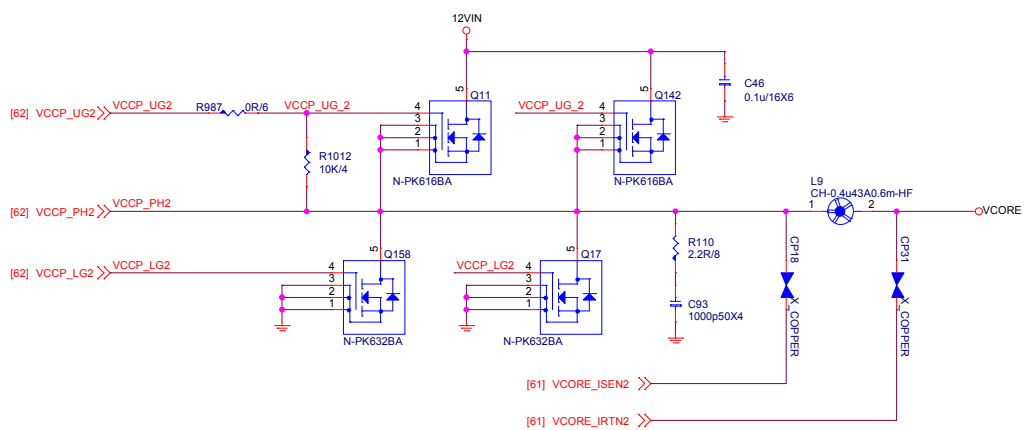 12VIN
C46
0.1u/16X6
[62] VCCP_UG2
VCCP_UG2
R987
0R/6
VCCP_UG_2
4
3
2
1
5
Q11
N-PK616BA
VCCP_UG_2
4
3
2
1
5
Q142
N-PK616BA
R1012
10K/4
[62] VCCP_PH2
VCCP_PH2
L9
CH-0.4u43A0.6m-HF
1
2
VCORE
[62] VCCP_LG2
VCCP_LG2
4
3
2
1
5
Q158
N-PK632BA
VCCP_LG2
4
3
2
1
5
Q17
N-PK632BA
R110
2.2R/8
C93
1000p50X4
CP18
X_COPPER
CP31
X_COPPER
[61] VCORE_ISEN2
[61] VCORE_IRTN2